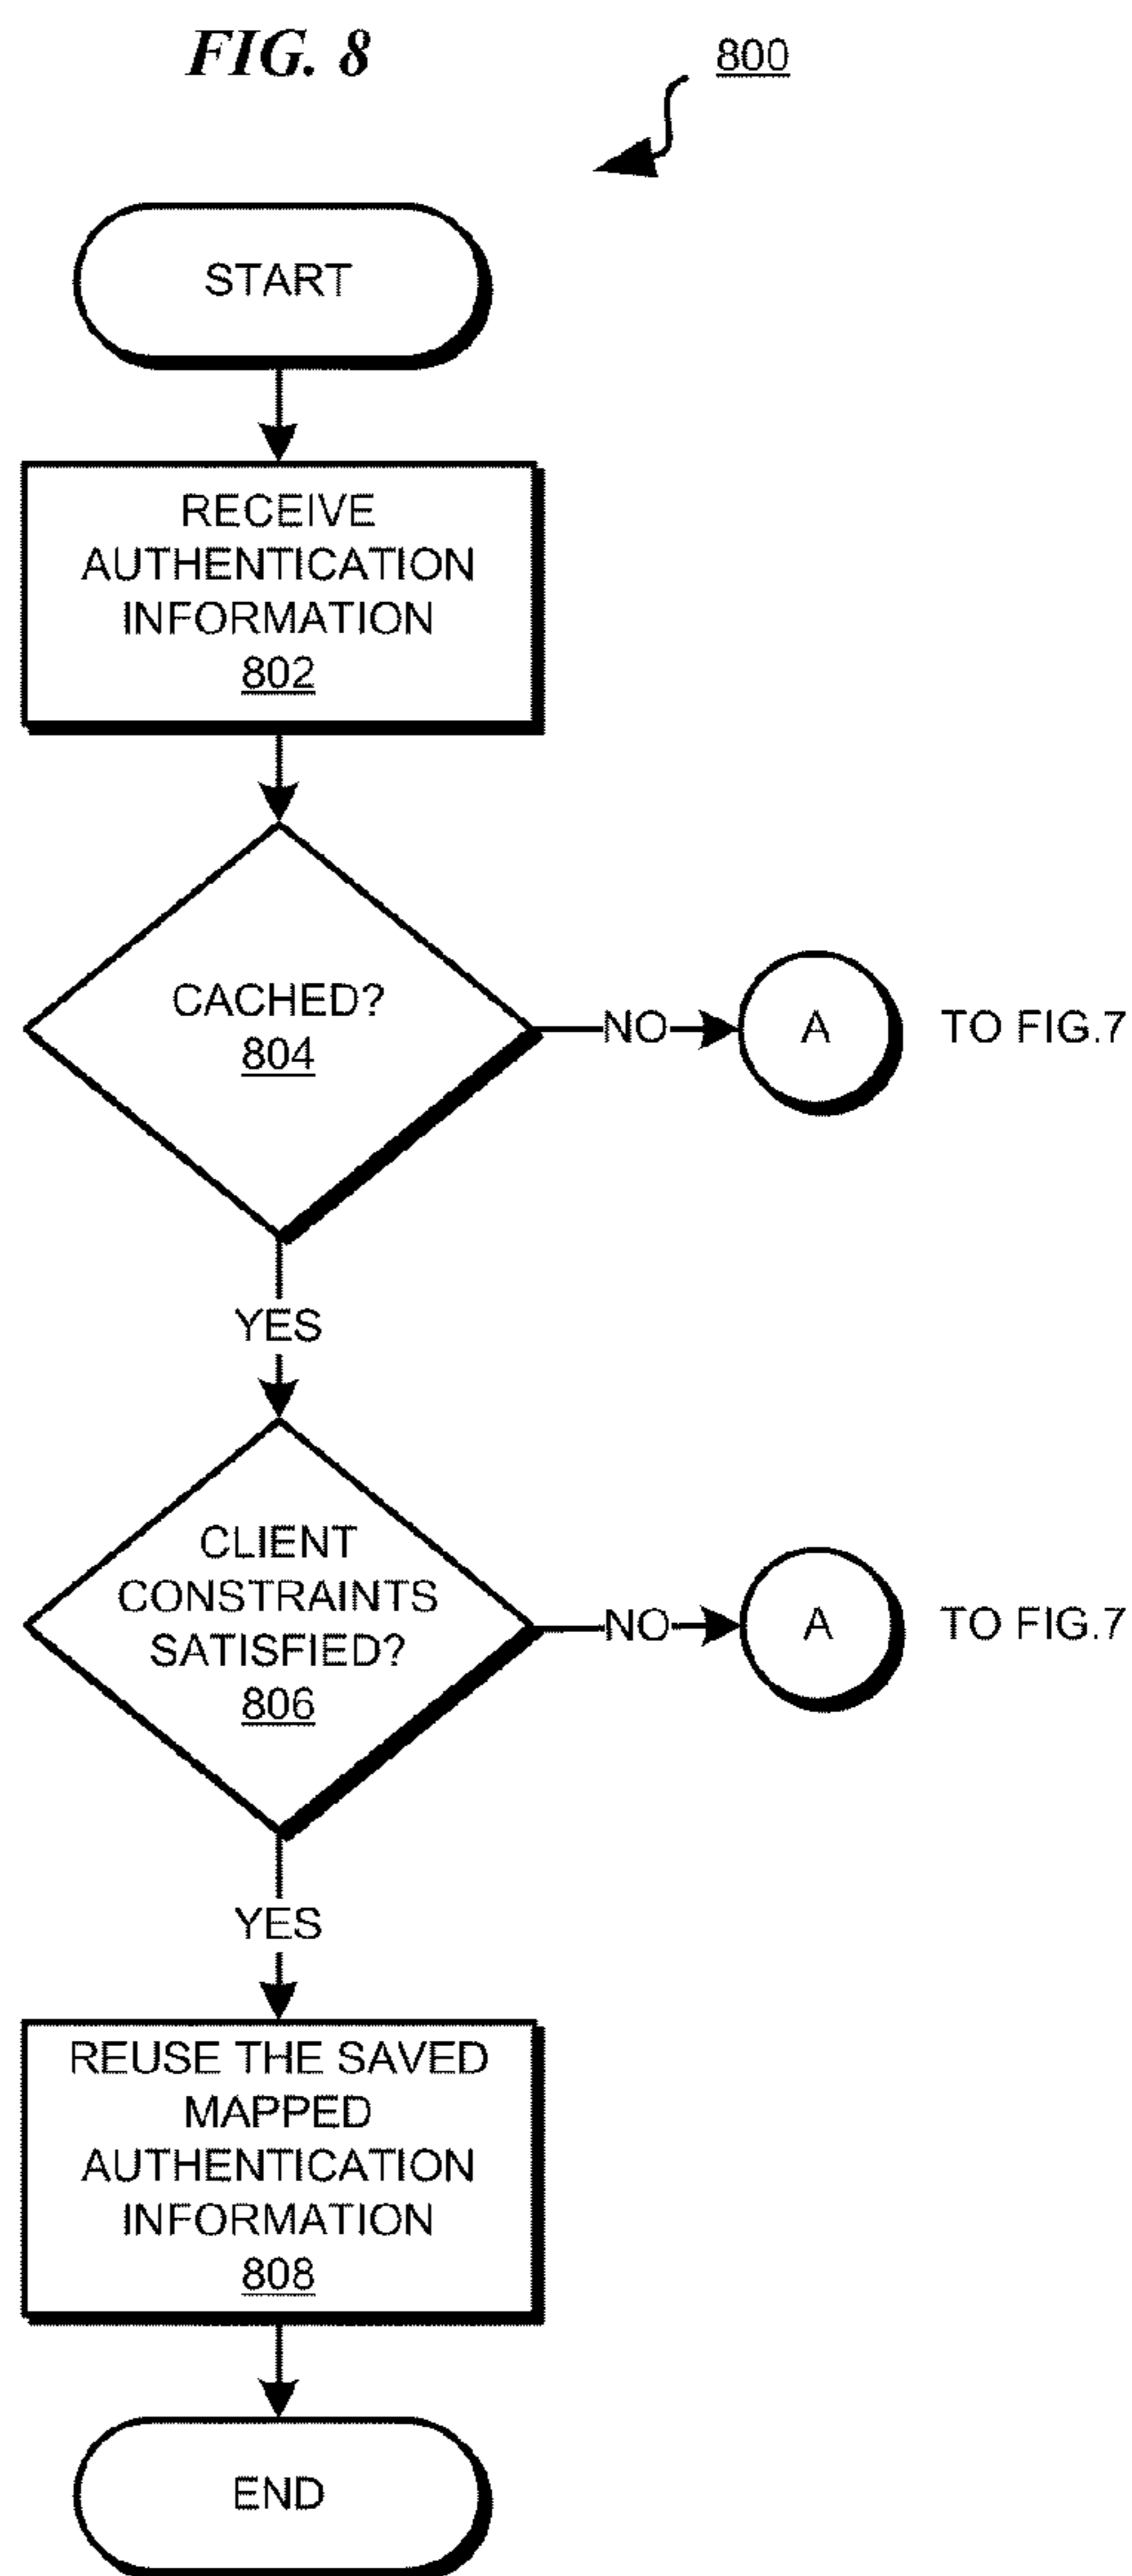 FIG. 8
800
START
RECEIVE
AUTHENTICATION
INFORMATION
802
CACHED?
804
NO
A
TO FIG.7
YES
CLIENT
CONSTRAINTS
SATISFIED?
806
NO
A
TO FIG.7
YES
REUSE THE SAVED
MAPPED
AUTHENTICATION
INFORMATION
808
END